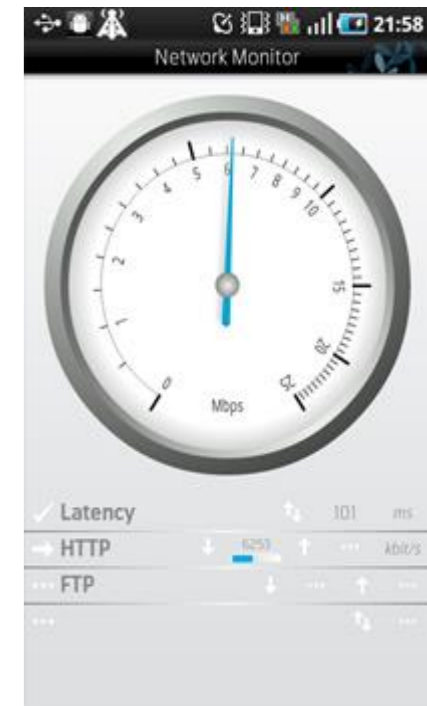 21:58
Network Monitor
0 1 2 3 4 5 6 7 8 9 10 15 20 25
Mbps
Latency 101 ms
HTTP 6253 ... kbit/s
... FTP ... ...
... ...